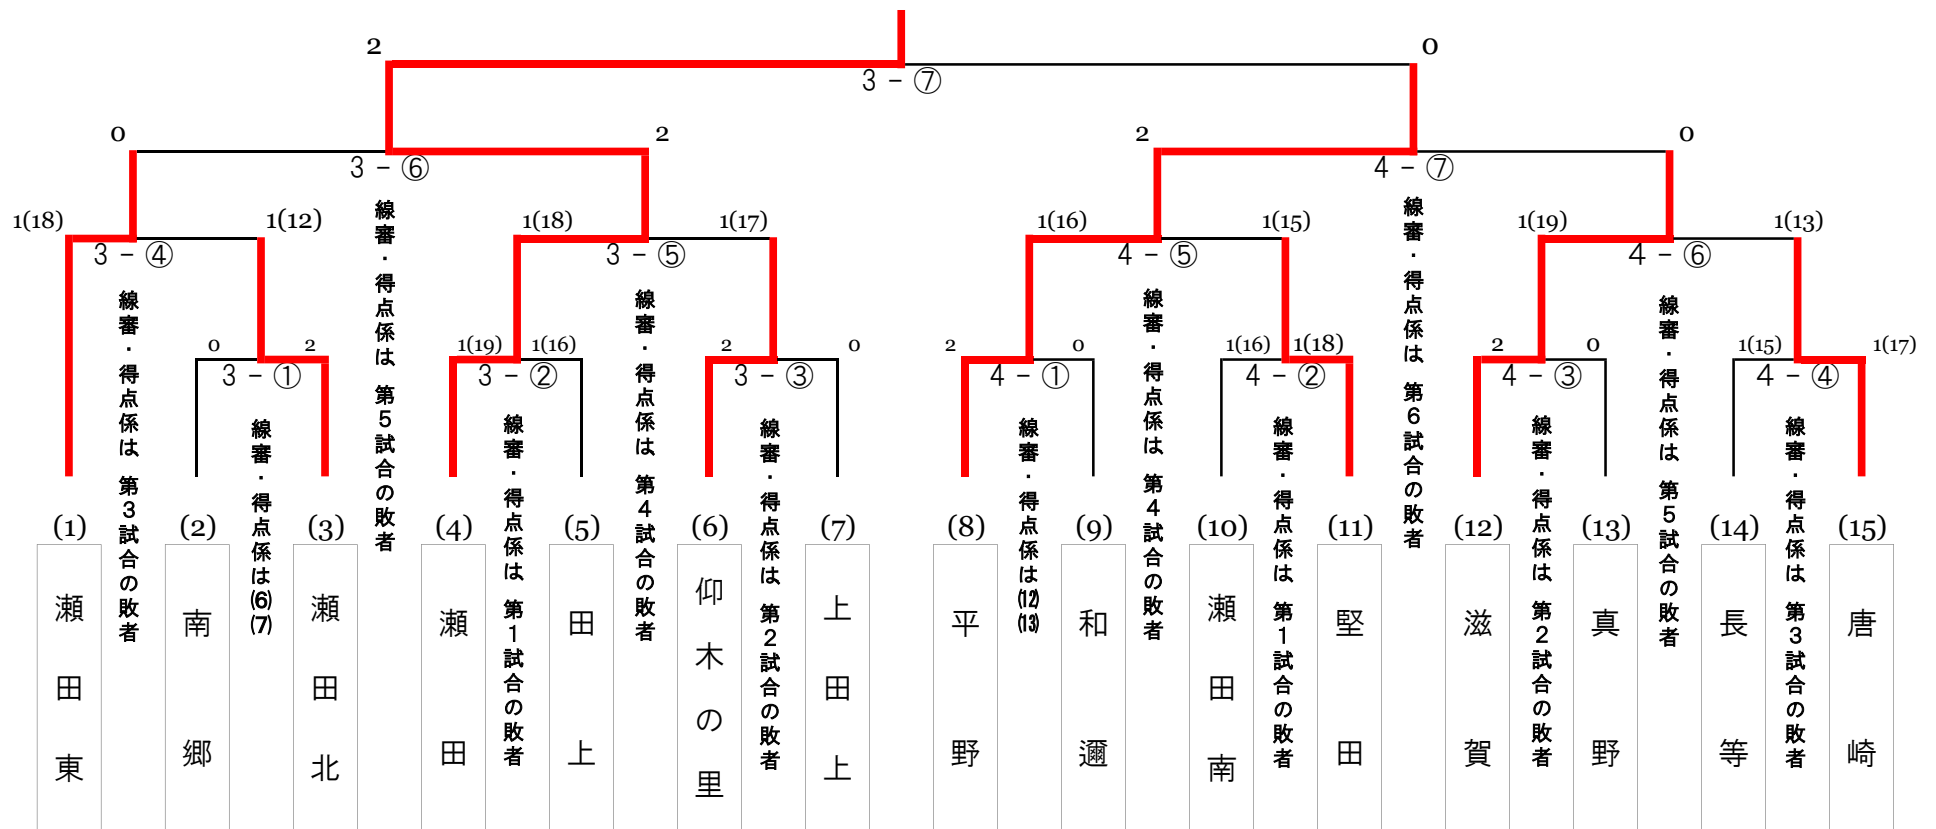 2
0
3 － ⑦
0
2
2
0
3 － ⑥
4 － ⑦
1(18)
1(12)
1(18)
1(17)
1(16)
1(15)
1(19)
1(13)
3 － ④
3 － ⑤
4 － ⑤
4 － ⑥
0
2
1(19)
1(16)
2
0
2
0
1(16)
1(18)
2
0
1(15)
1(17)
3 － ①
3 － ②
3 － ③
4 － ①
4 － ②
4 － ③
4 － ④
線審・得点係は 第３試合の敗者
線審・得点係は(6)(7)
線審・得点係は 第５試合の敗者
線審・得点係は 第１試合の敗者
線審・得点係は 第４試合の敗者
線審・得点係は 第２試合の敗者
線審・得点係は(12)(13)
線審・得点係は 第４試合の敗者
線審・得点係は 第１試合の敗者
線審・得点係は 第６試合の敗者
線審・得点係は 第２試合の敗者
線審・得点係は 第５試合の敗者
線審・得点係は 第３試合の敗者
(1)
瀬田東
(2)
南郷
(3)
瀬田北
(4)
瀬田
(5)
田上
(6)
仰木の里
(7)
上田上
(8)
平野
(9)
和邇
(10)
瀬田南
(11)
堅田
(12)
滋賀
(13)
真野
(14)
長等
(15)
唐崎